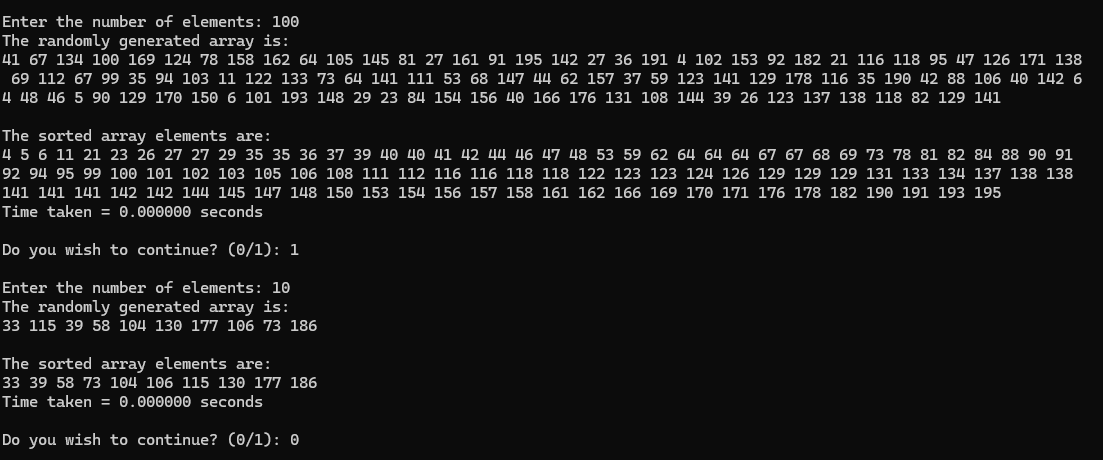 Enter the number of elements: 100
The randomly generated array is:
41 67 134 100 169 124 78 158 162 64 105 145 81 27 161 91 195 142 27 36 191 4 102 153 92 182 21 116 118 95 47 126 171 138
69 112 67 99 35 94 103 11 122 133 73 64 141 111 53 68 147 44 62 157 37 59 123 141 129 178 116 35 190 42 88 106 40 142 6
4 48 46 5 90 129 170 150 6 101 193 148 29 23 84 154 156 40 166 176 131 108 144 39 26 123 137 138 118 82 129 141
The sorted array elements are:
4 5 6 11 21 23 26 27 27 29 35 35 36 37 39 40 40 41 42 44 46 47 48 53 59 62 64 64 64 67 67 68 69 73 78 81 82 84 88 90 91
92 94 95 99 100 101 102 103 105 106 108 111 112 116 116 118 118 122 123 123 124 126 129 129 129 131 133 134 137 138 138
141 141 141 142 142 144 145 147 148 150 153 154 156 157 158 161 162 166 169 170 171 176 178 182 190 191 193 195
Time taken = 0.000000 seconds
Do you wish to continue? (0/1): 1
Enter the number of elements: 10
The randomly generated array is:
33 115 39 58 104 130 177 106 73 186
The sorted array elements are:
33 39 58 73 104 106 115 130 177 186
Time taken = 0.000000 seconds
Do you wish to continue? (0/1): 0